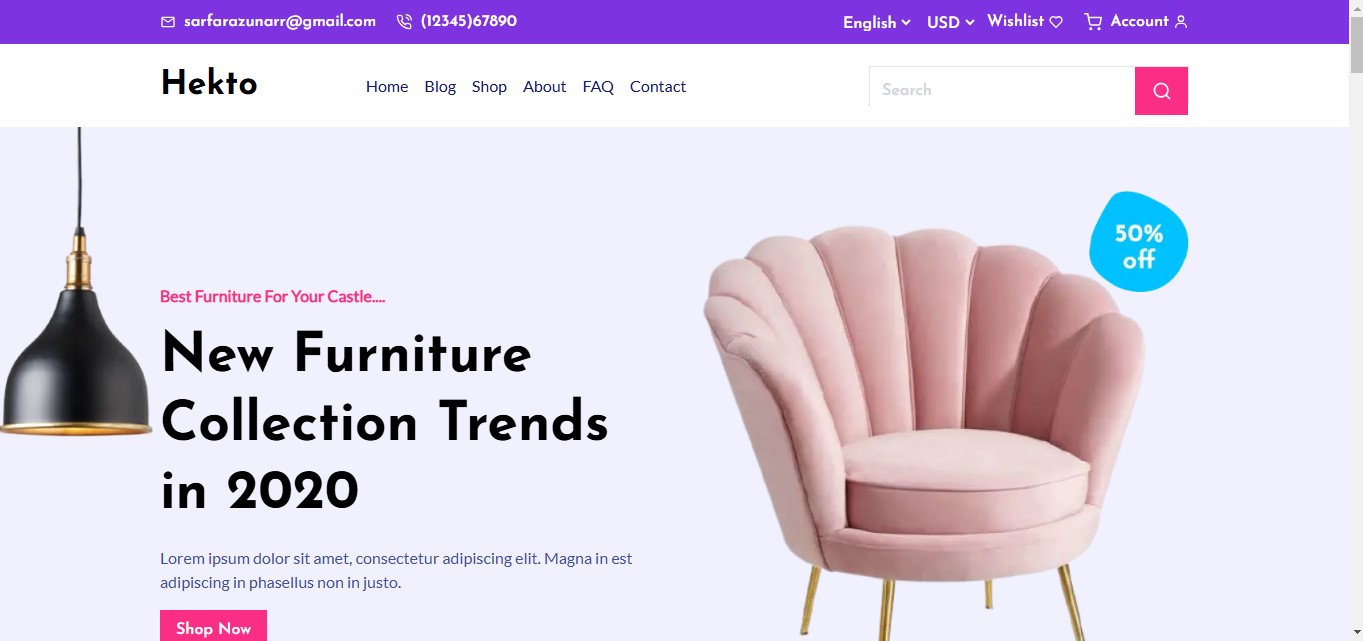 sarfarazunarr@gmail.com (12345)67890 English USD Wishlist Account
Hekto Home Blog Shop About FAQ Contact Search
50%
off
Best Furniture For Your Castle....
New Furniture
Collection Trends
in 2020
Lorem ipsum dolor sit amet, consectetur adipiscing elit. Magna in est
adipiscing in phasellus non in justo.
Shop Now